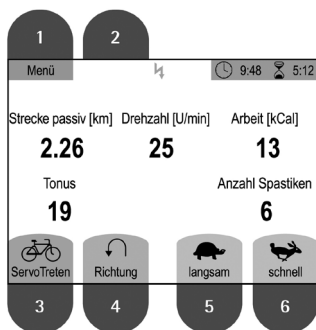 1 2
Menü 9:48 5:12
Strecke passiv [km] Drehzahl [U/min] Arbeit [kCal]
2.26 25 13
Tonus Anzahl Spastiken
19 6
ServoTreten Richtung langsam schnell
3 4 5 6